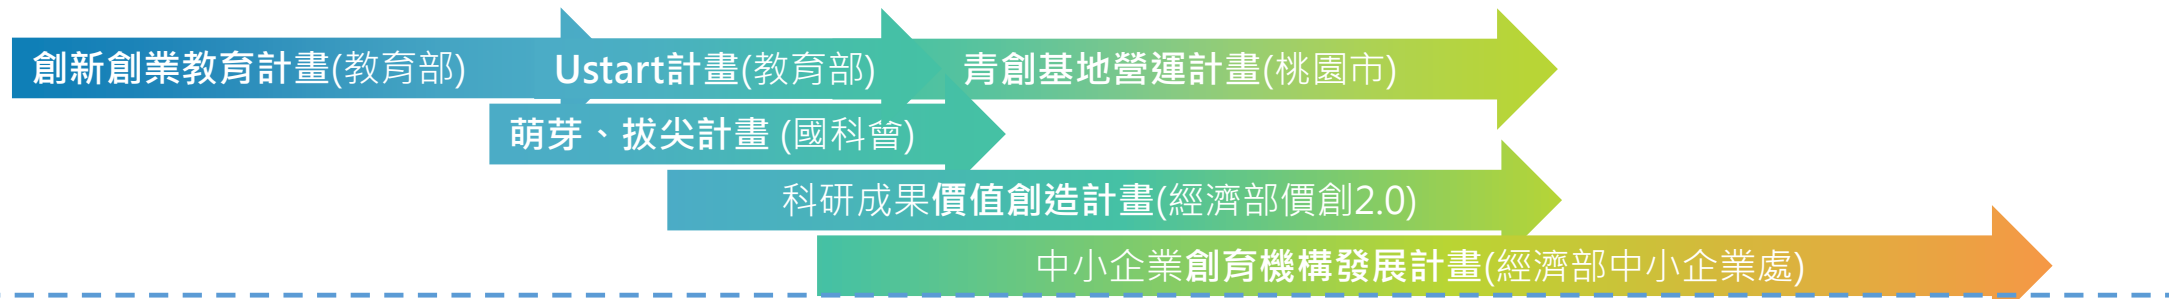 創新創業教育計畫(教育部)
Ustart計畫(教育部)
青創基地營運計畫(桃園市)
萌芽、拔尖計畫 (國科會)
科研成果價值創造計畫(經濟部價創2.0)
中小企業創育機構發展計畫(經濟部中小企業處)